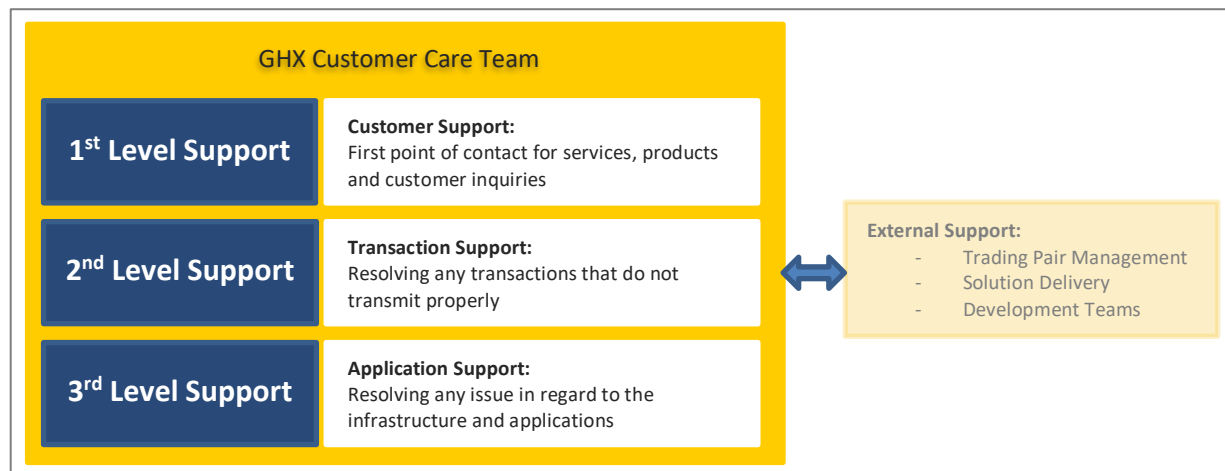 GHX Customer Care Team
1st Level Support
Customer Support:
First point of contact for services, products
and customer inquiries
2nd Level Support
Transaction Support:
Resolving any transactions that do not
transmit properly
3rd Level Support
Application Support:
Resolving any issue in regard to the
infrastructure and applications
External Support:
- Trading Pair Management
- Solution Delivery
- Development Teams